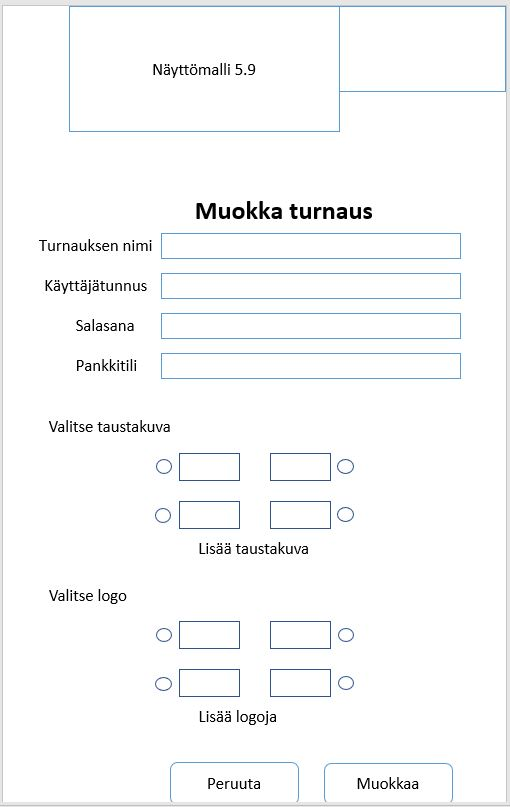 Näyttömalli 5.9
Muokka turnaus
Turnauksen nimi
Käyttäjätunnus
Salasana
Pankkitili
Valitse taustakuva
Lisää taustakuva
Valitse logo
Lisää logoja
Peruuta
Muokkaa